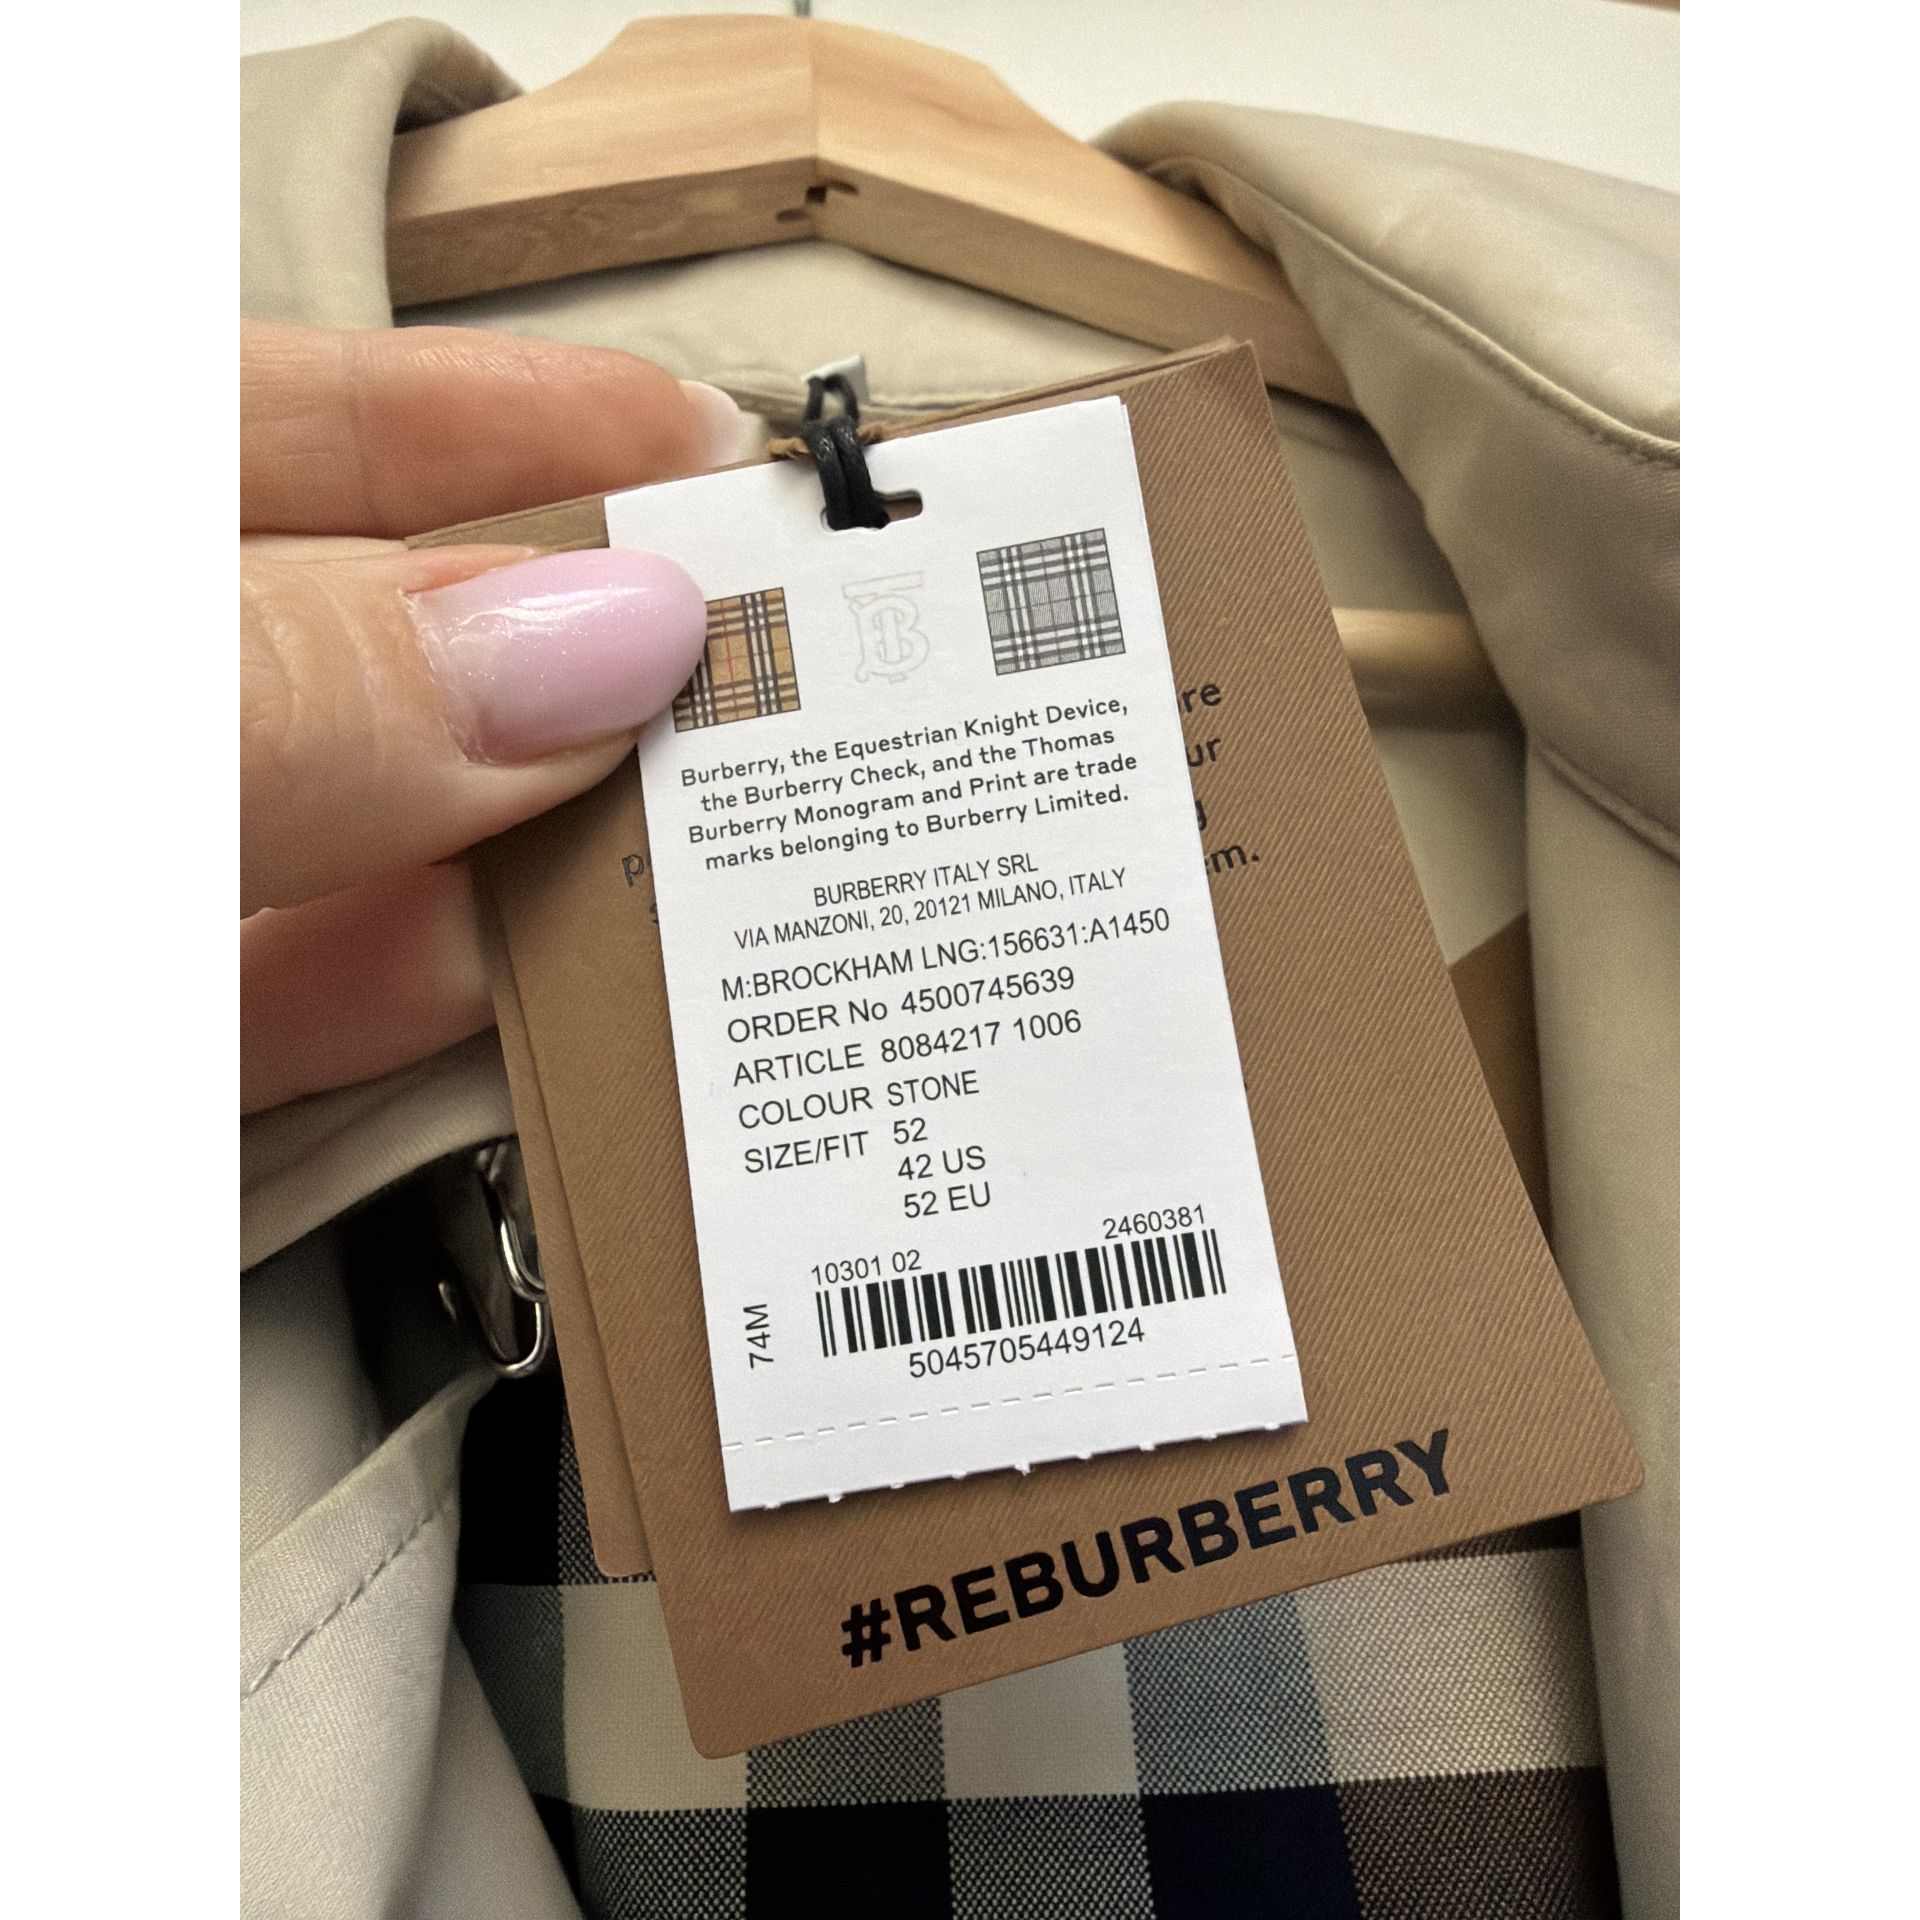 Burberry, the Equestrian Knight Device,
the Burberry Check, and the Thomas
Burberry Monogram and Print are trade
marks belonging to Burberry Limited.
BURBERRY ITALY SRL
VIA MANZONI, 20, 20121 MILANO, ITALY
M:BROCKHAM LNG:156631:A1450
ORDER No 4500745639
ARTICLE 8084217 1006
COLOUR STONE
SIZE/FIT 52
42 US
52 EU
10301 02 2460381
74M
5045705449124
#REBURBERRY